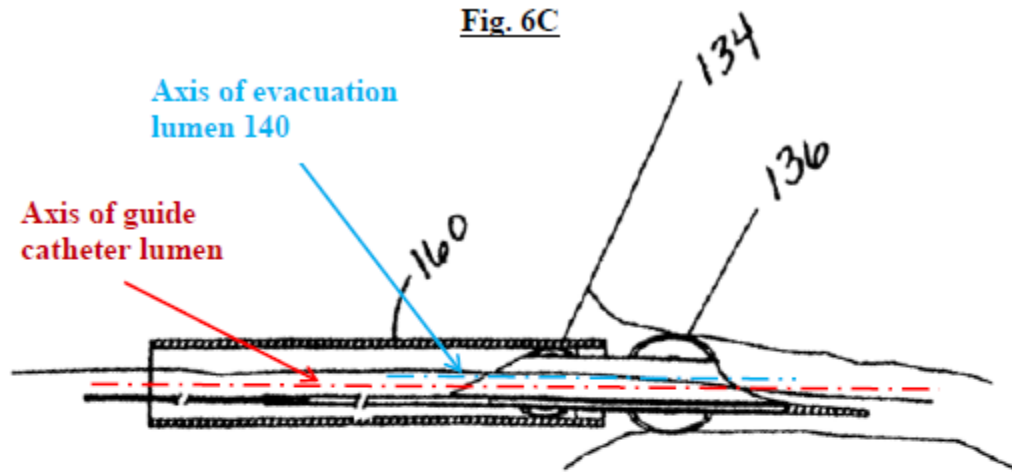 Fig. 6C
134
Axis of evacuation
lumen 140
136
Axis of guide
catheter lumen
160